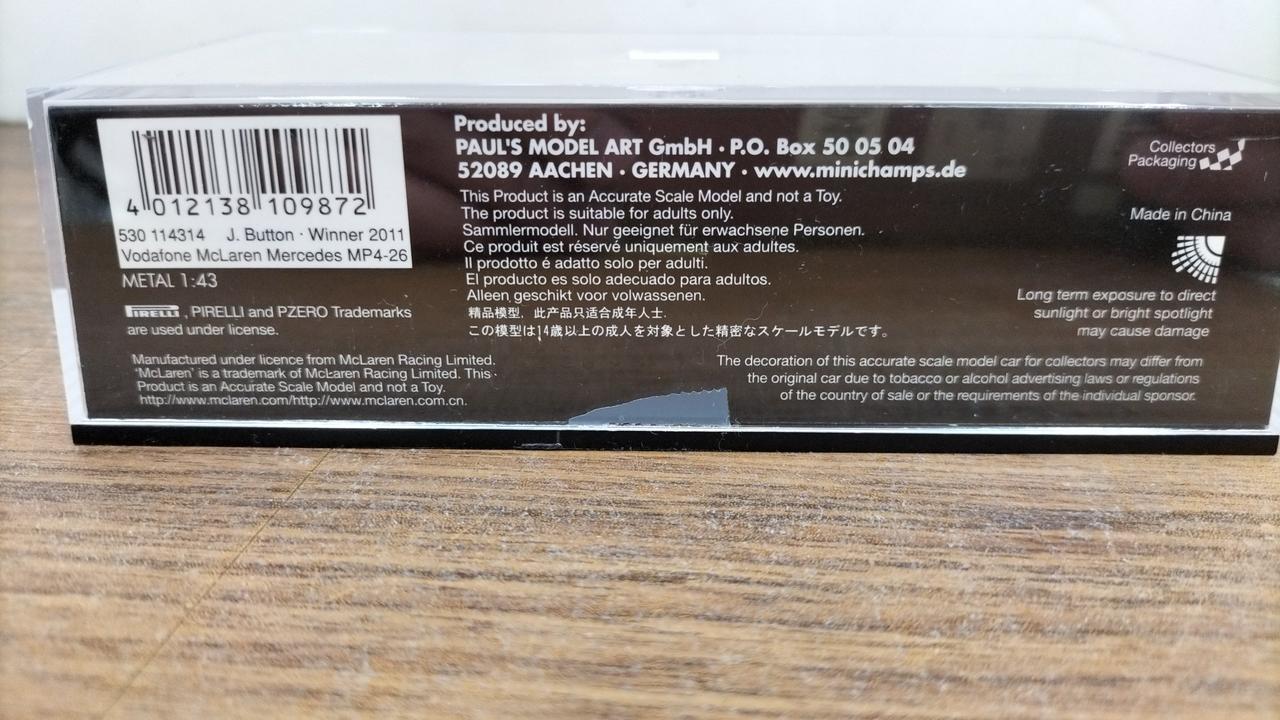 4 012138 109872
530 114314 J. Button · Winner 2011
Vodafone McLaren Mercedes MP4-26
METAL 1:43
PIRELLI, PIRELLI and PZERO Trademarks
are used under license.
Manufactured under licence from McLaren Racing Limited.
'McLaren' is a trademark of McLaren Racing Limited. This
Product is an Accurate Scale Model and not a Toy.
http://www.mclaren.com/http://www.mclaren.com.cn.
Produced by:
PAUL'S MODEL ART GmbH · P.O. Box 50 05 04
52089 AACHEN · GERMANY · www.minichamps.de
This Product is an Accurate Scale Model and not a Toy.
The product is suitable for adults only.
Sammlermodell. Nur geeignet für erwachsene Personen.
Ce produit est réservé uniquement aux adultes.
Il prodotto é adatto solo per adulti.
El producto es solo adecuado para adultos.
Alleen geschikt voor volwassenen.
精品模型，此产品只适合成年人士.
この模型は14歳以上の成人を対象とした精密なスケールモデルです。
Collectors
Packaging
Made in China
Long term exposure to direct
sunlight or bright spotlight
may cause damage
The decoration of this accurate scale model car for collectors may differ from
the original car due to tobacco or alcohol advertising laws or regulations
of the country of sale or the requirements of the individual sponsor.